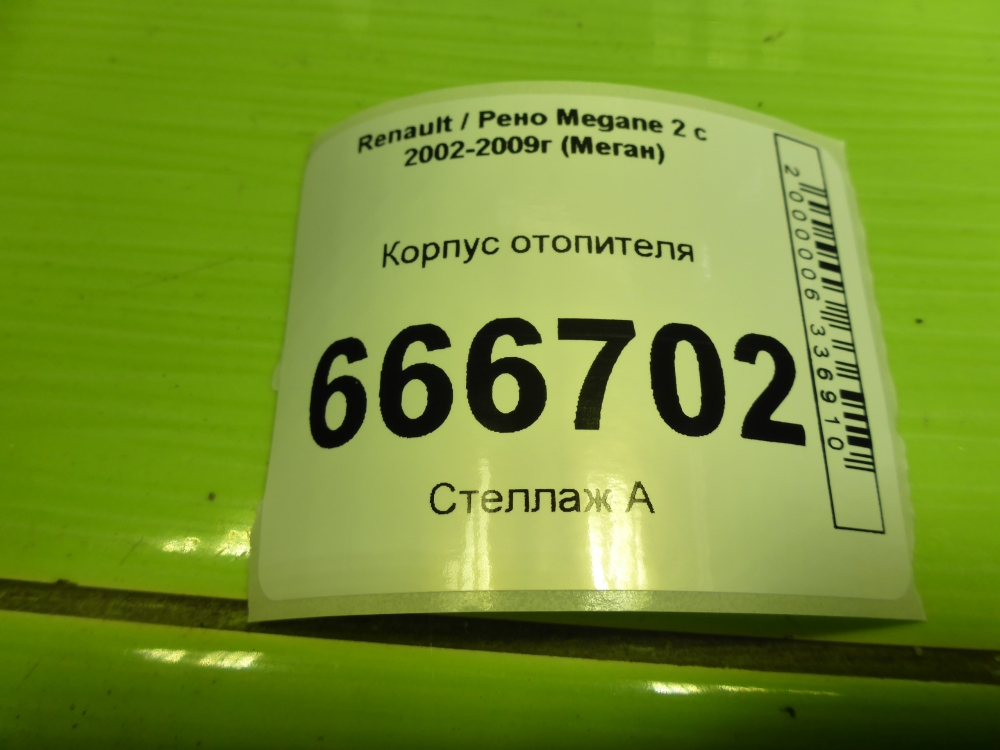 Renault / Рено Megane 2 с
2002-2009г (Меган)
Корпус отопителя
666702
Стеллаж А
2000006336910